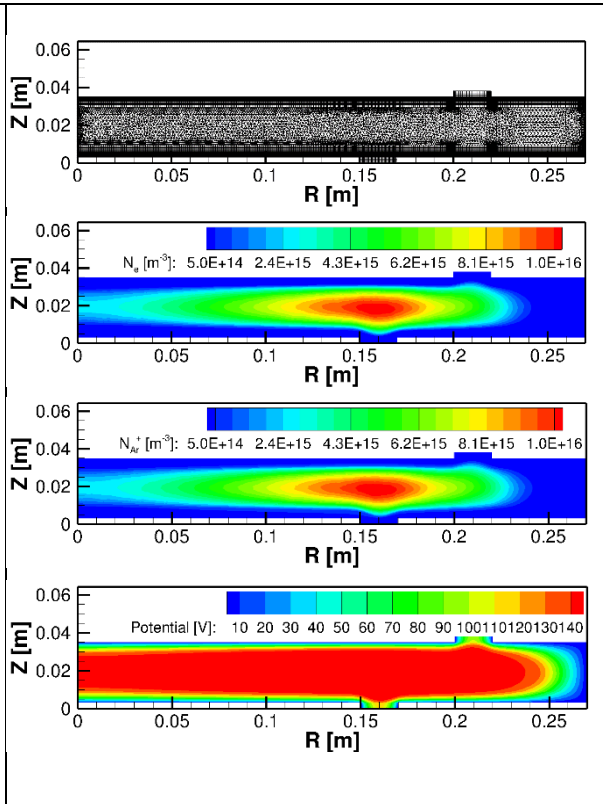 0.06
0.04
0.02
0
Z [m]
0 0.05 0.1 0.15 0.2 0.25
R [m]
0.06
0.04
0.02
0
Z [m]
N_e [m^-3]: 5.0E+14 2.4E+15 4.3E+15 6.2E+15 8.1E+15 1.0E+16
0 0.05 0.1 0.15 0.2 0.25
R [m]
0.06
0.04
0.02
0
Z [m]
N_Ar^+ [m^-3]: 5.0E+14 2.4E+15 4.3E+15 6.2E+15 8.1E+15 1.0E+16
0 0.05 0.1 0.15 0.2 0.25
R [m]
0.06
0.04
0.02
0
Z [m]
Potential [V]: 10 20 30 40 50 60 70 80 90 100 110 120 130 140
0 0.05 0.1 0.15 0.2 0.25
R [m]